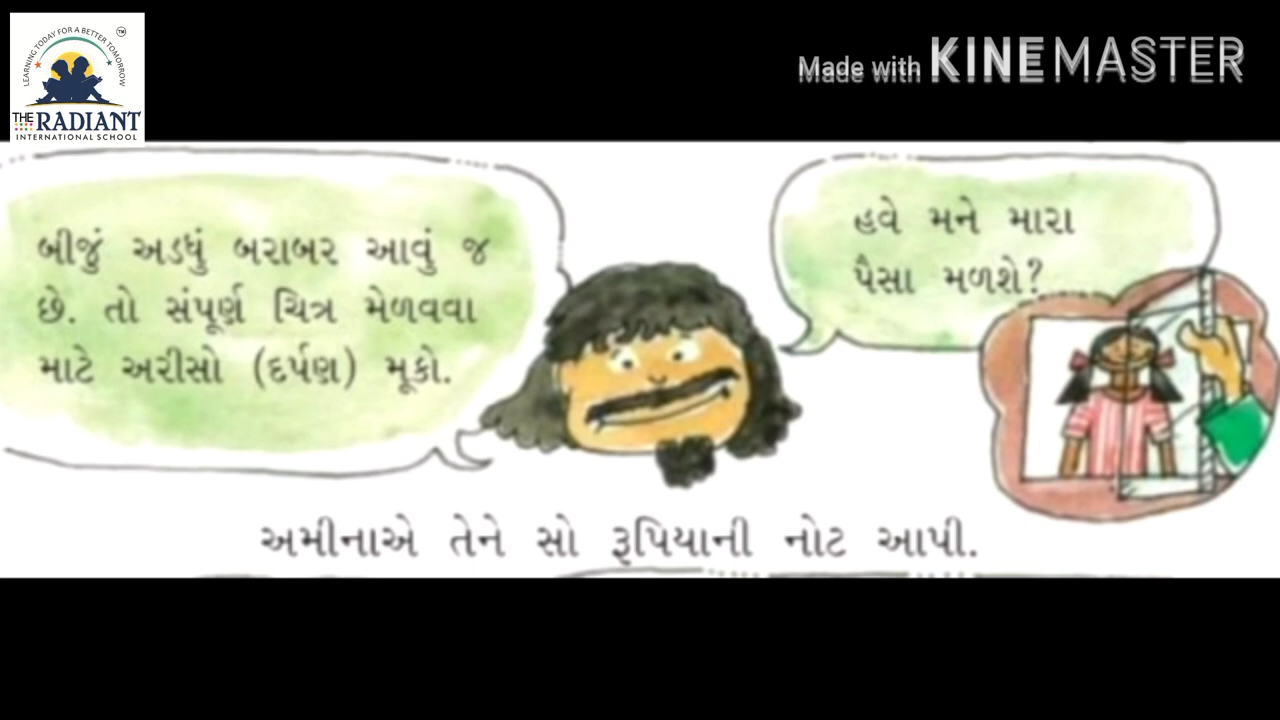 LEARNING TODAY FOR A BETTER TOMORROW
TM
THE RADIANT
INTERNATIONAL SCHOOL
Made with KINEMASTER
બીજું અડધું બરાબર આવું જ
છે. તો સંપૂર્ણ ચિત્ર મેળવવા
માટે અરીસો (દર્પણ) મૂકો.
હવે મને મારા
પૈસા મળશે?
અમીનાએ તેને સો રૂપિયાની નોટ આપી.